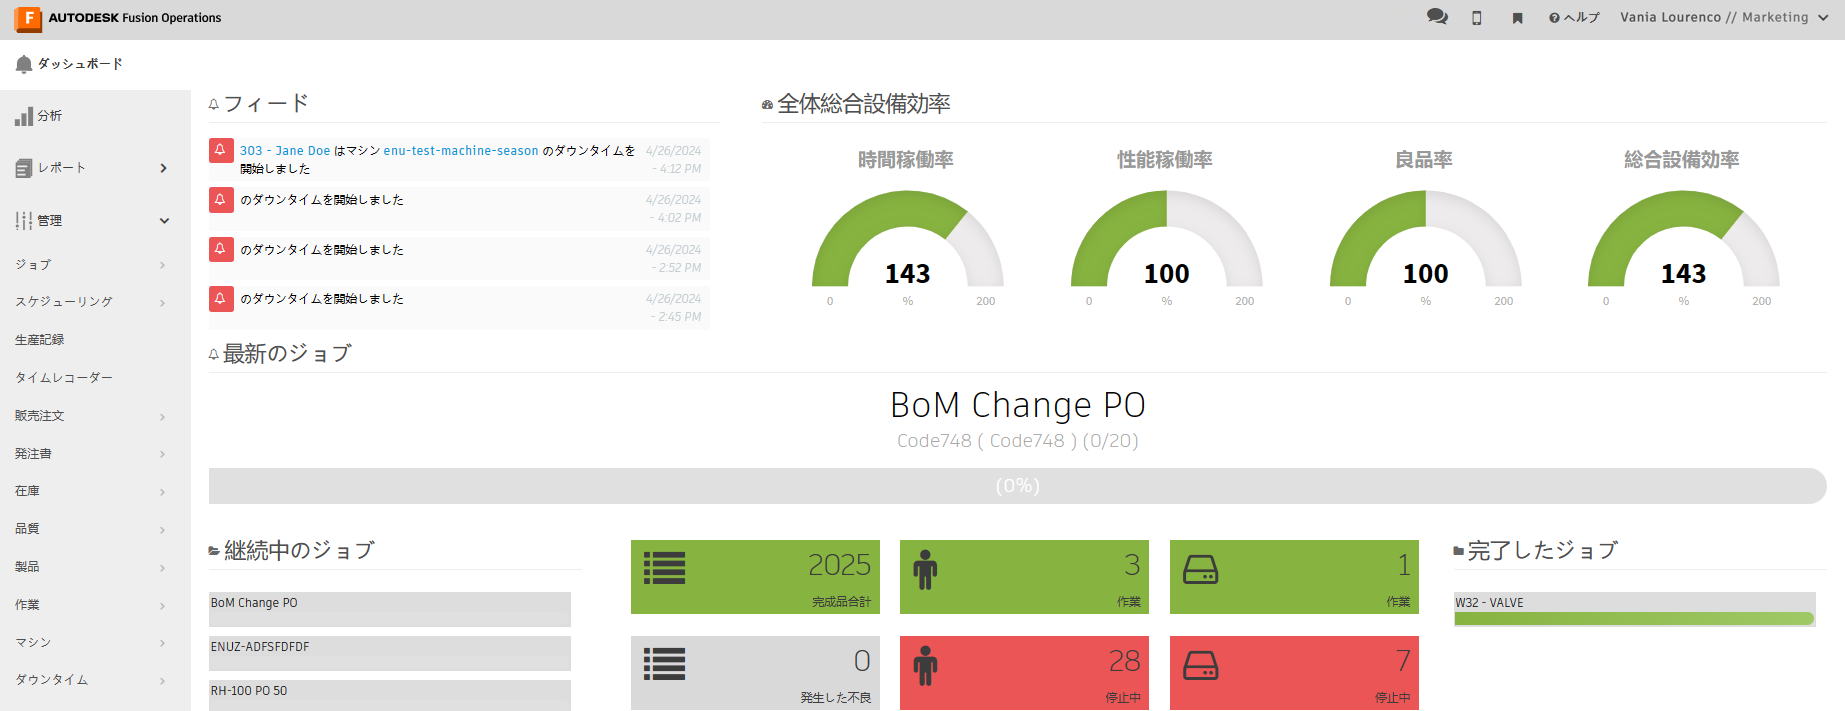 AUTODESK Fusion Operations
ヘルプ
Vania Lourenco // Marketing
ダッシュボード
分析
レポート
管理
ジョブ
スケジューリング
生産記録
タイムレコーダー
販売注文
発注書
在庫
品質
製品
作業
マシン
ダウンタイム
フィード
303 - Jane Doe はマシン enu-test-machine-season のダウンタイムを
開始しました
4/26/2024
- 4:12 PM
のダウンタイムを開始しました
4/26/2024
- 4:02 PM
のダウンタイムを開始しました
4/26/2024
- 2:52 PM
のダウンタイムを開始しました
4/26/2024
- 2:45 PM
全体総合設備効率
時間稼働率
143
0 % 200
性能稼働率
100
0 % 200
良品率
100
0 % 200
総合設備効率
143
0 % 200
最新のジョブ
BoM Change PO
Code748 ( Code748 ) (0/20)
(0%)
継続中のジョブ
BoM Change PO
ENUZ-ADFSFDFDF
RH-100 PO 50
2025
完成品合計
3
作業
1
作業
0
発生した不良
28
停止中
7
停止中
完了したジョブ
W32 - VALVE